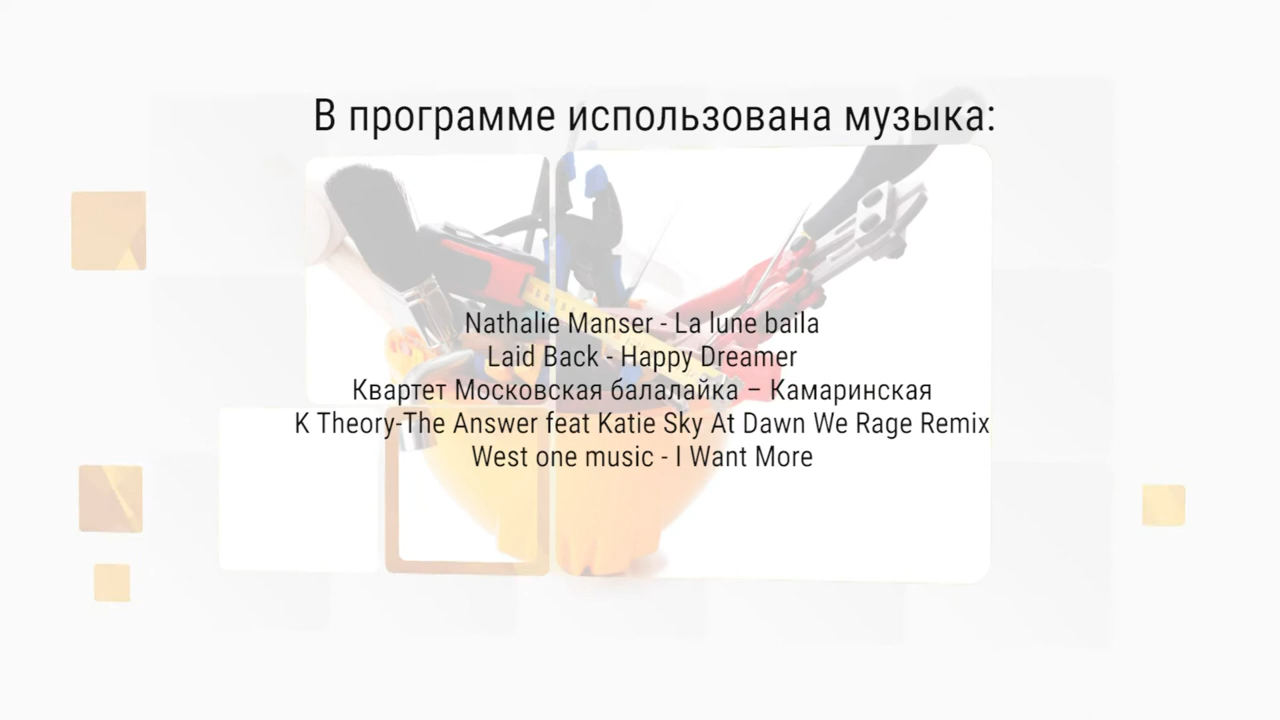 В программе использована музыка:
Nathalie Manser - La lune baila
Laid Back - Happy Dreamer
Квартет Московская балалайка – Камаринская
K Theory-The Answer feat Katie Sky At Dawn We Rage Remix
West one music - I Want More